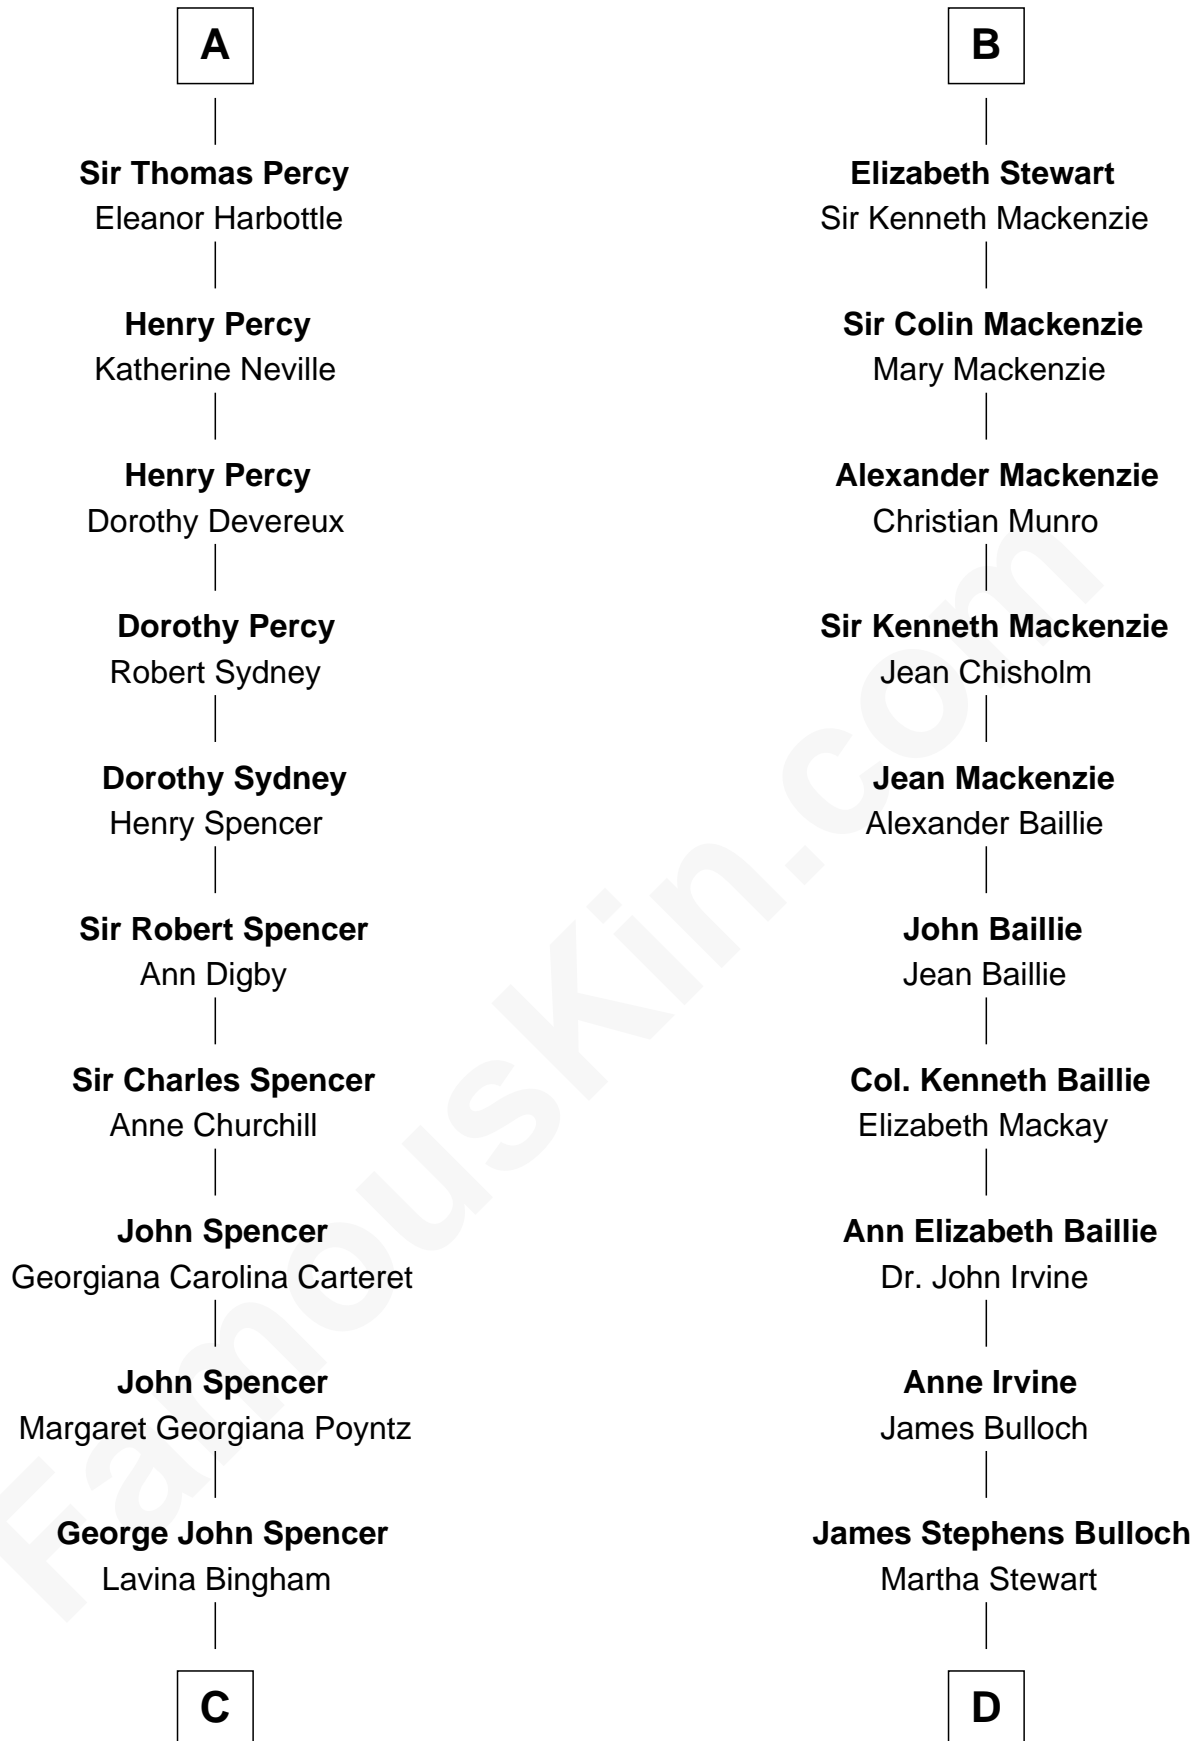 A
Sir Thomas Percy
Eleanor Harbottle
Henry Percy
Katherine Neville
Henry Percy
Dorothy Devereux
Dorothy Percy
Robert Sydney
Dorothy Sydney
Henry Spencer
Sir Robert Spencer
Ann Digby
Sir Charles Spencer
Anne Churchill
John Spencer
Georgiana Carolina Carteret
John Spencer
Margaret Georgiana Poyntz
George John Spencer
Lavina Bingham
C
B
Elizabeth Stewart
Sir Kenneth Mackenzie
Sir Colin Mackenzie
Mary Mackenzie
Alexander Mackenzie
Christian Munro
Sir Kenneth Mackenzie
Jean Chisholm
Jean Mackenzie
Alexander Baillie
John Baillie
Jean Baillie
Col. Kenneth Baillie
Elizabeth Mackay
Ann Elizabeth Baillie
Dr. John Irvine
Anne Irvine
James Bulloch
James Stephens Bulloch
Martha Stewart
D
FamousKin.com